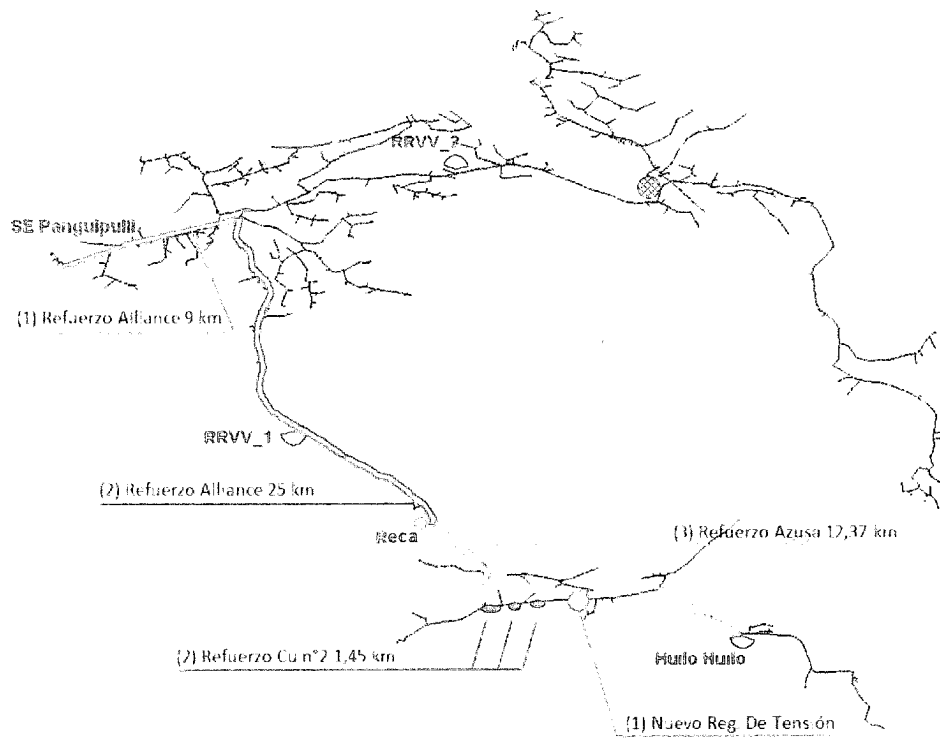 RRVV_2
SE Panguipulli
(1) Refuerzo Alliance 9 km
RRVV_1
(2) Refuerzo Alliance 25 km
Reca
(3) Refuerzo Azusa 12,37 km
(2) Refuerzo Cu n°2 1,45 km
Huilo Huilo
(1) Nuevo Reg. De Tensión